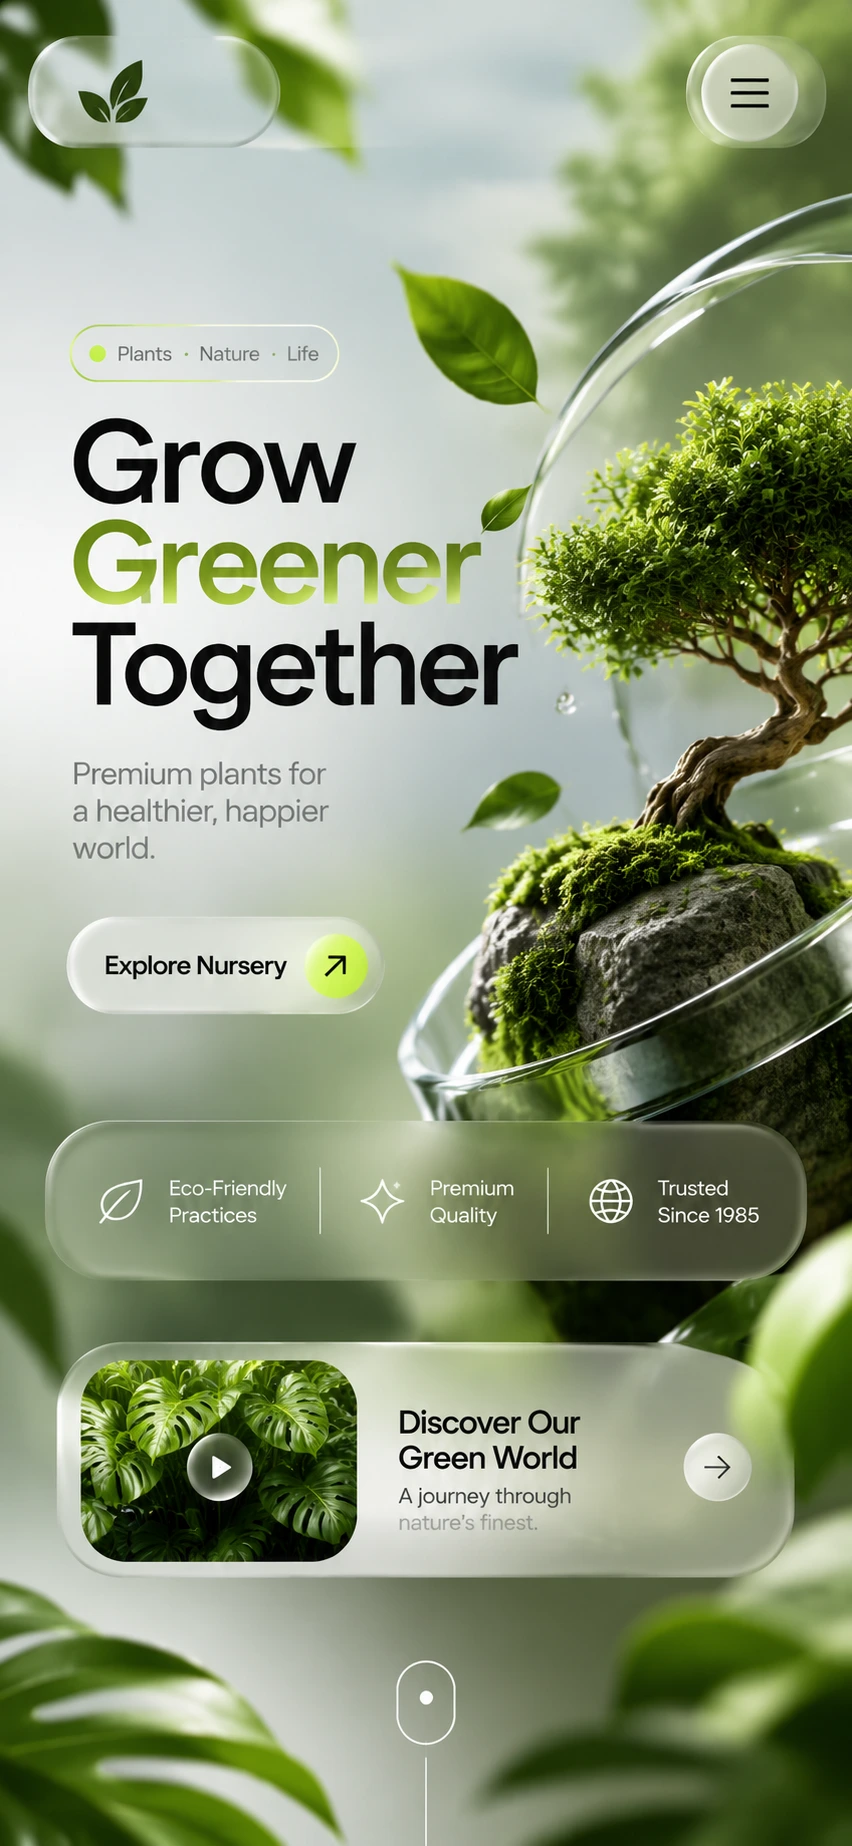 Plants · Nature · Life
Grow
Greener
Together
Premium plants for
a healthier, happier
world.
Explore Nursery
Eco-Friendly
Practices
Premium
Quality
Trusted
Since 1985
Discover Our
Green World
A journey through
nature's finest.